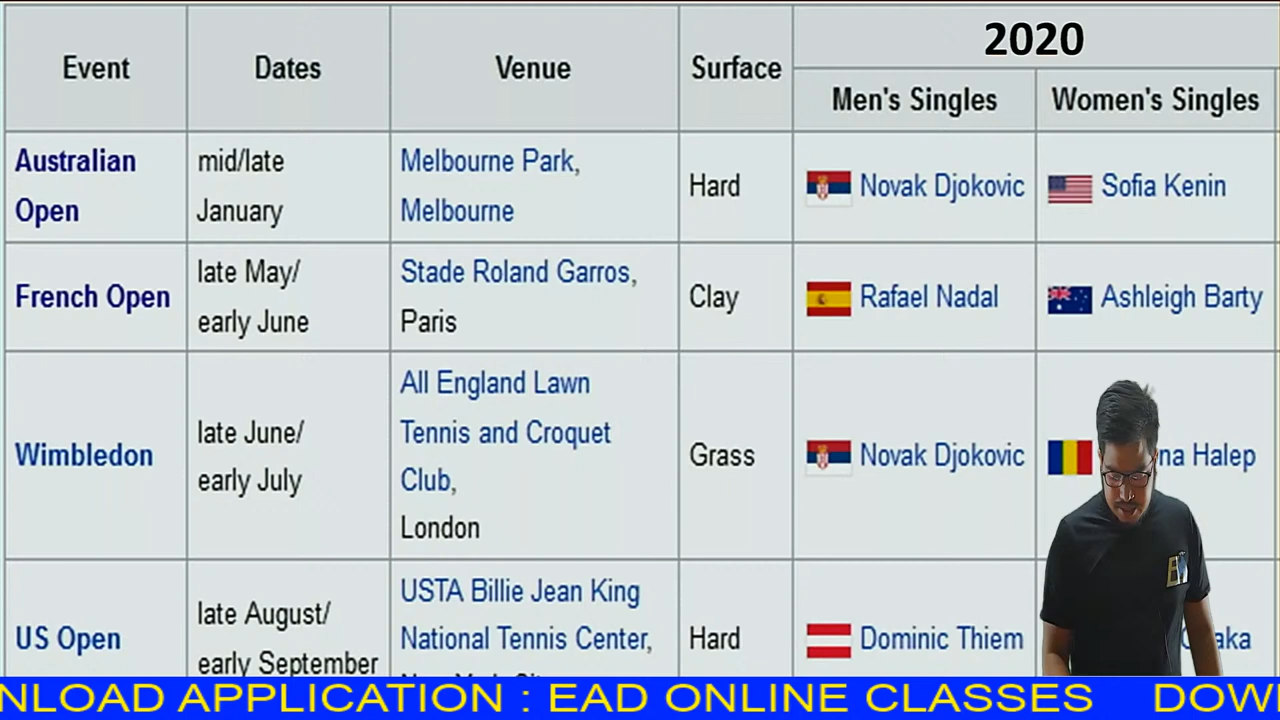 Event
Dates
Venue
Surface
2020
Men's Singles
Women's Singles
Australian
Open
mid/late
January
Melbourne Park,
Melbourne
Hard
Novak Djokovic
Sofia Kenin
French Open
late May/
early June
Stade Roland Garros,
Paris
Clay
Rafael Nadal
Ashleigh Barty
Wimbledon
late June/
early July
All England Lawn
Tennis and Croquet
Club,
London
Grass
Novak Djokovic
Halep
US Open
late August/
early September
USTA Billie Jean King
National Tennis Center,
Hard
Dominic Thiem
NLOAD APPLICATION : EAD ONLINE CLASSES DOW